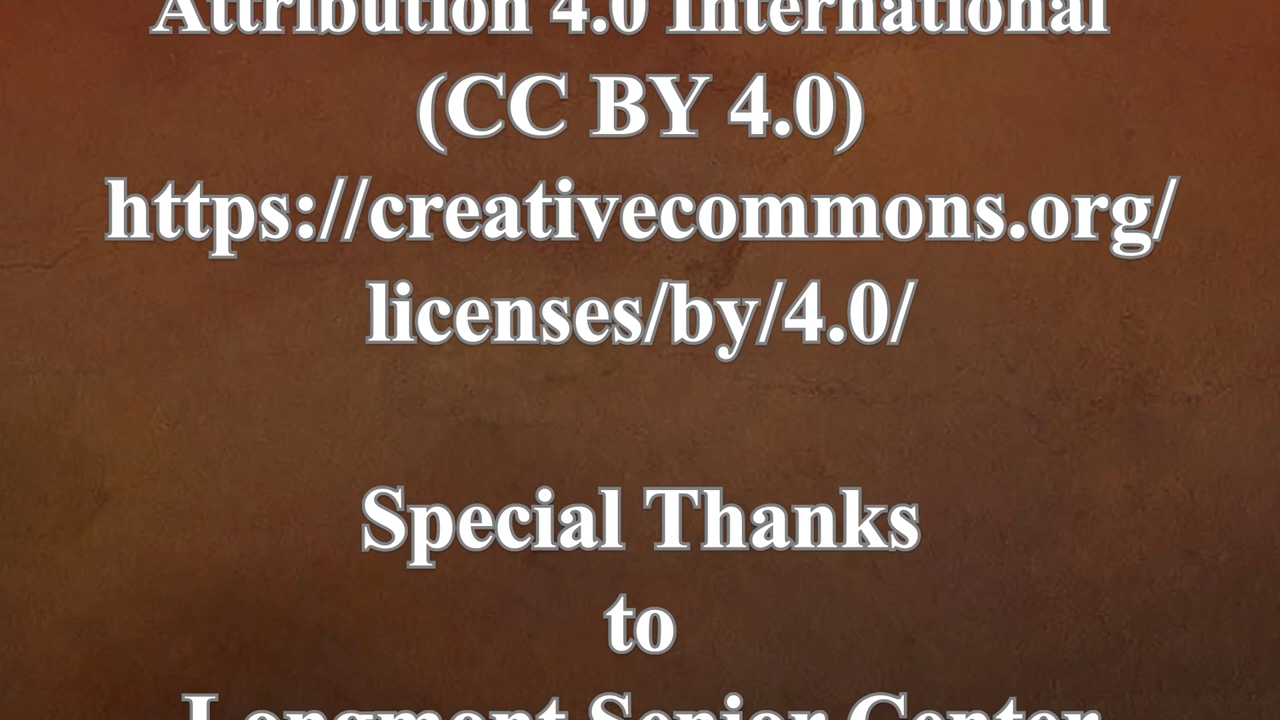 Attribution 4.0 International
(CC BY 4.0)
https://creativecommons.org/
licenses/by/4.0/
Special Thanks
to
Longmont Senior Center